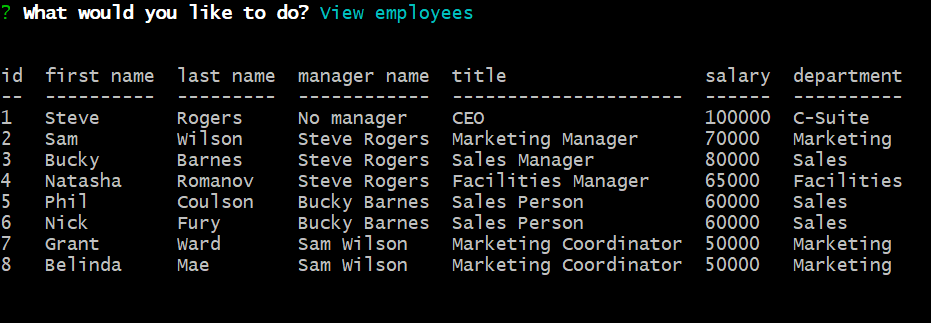 ? What would you like to do? View employees
id  first name  last name  manager name  title                  salary  department
--  ----------  ---------  ------------  ---------------------  ------  ----------
1   Steve       Rogers     No manager    CEO                    100000  C-Suite
2   Sam         Wilson     Steve Rogers  Marketing Manager      70000   Marketing
3   Bucky       Barnes     Steve Rogers  Sales Manager          80000   Sales
4   Natasha     Romanov    Steve Rogers  Facilities Manager     65000   Facilities
5   Phil        Coulson    Bucky Barnes  Sales Person           60000   Sales
6   Nick        Fury       Bucky Barnes  Sales Person           60000   Sales
7   Grant       Ward       Sam Wilson    Marketing Coordinator  50000   Marketing
8   Belinda     Mae        Sam Wilson    Marketing Coordinator  50000   Marketing